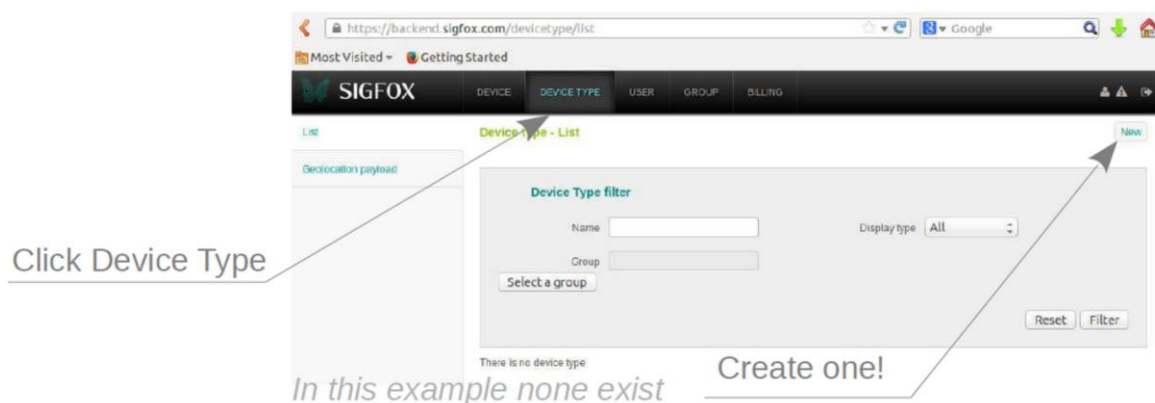 https://backend.sigfox.com/devicetype/list
Google
Most Visited
Getting Started
SIGFOX
DEVICE
DEVICE TYPE
USER
GROUP
BILLING
List
Device type - List
New
Geolocation payload
Device Type filter
Name
Display type
All
Click Device Type
Group
Select a group
Reset
Filter
There is no device type
In this example none exist
Create one!